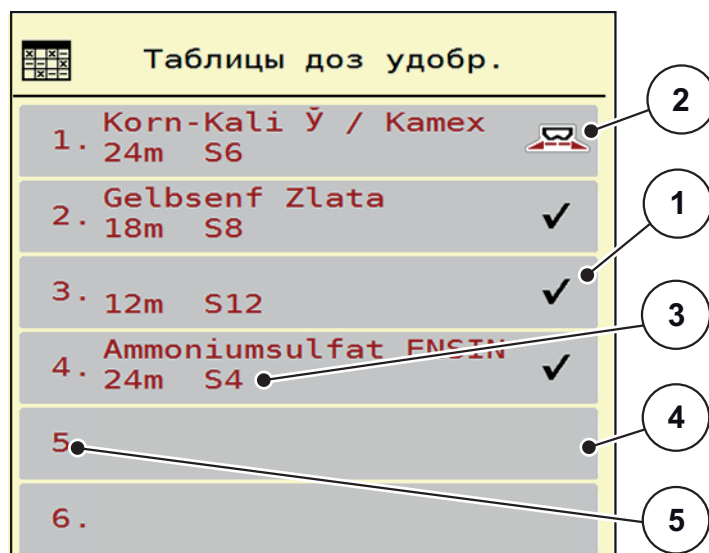 Таблицы доз удобр.
1. Korn-Kali Ў / Kamex
24m S6
2. Gelbsenf Zlata
18m S8
3.
12m S12
4. Ammoniumsulfat ENSIN
24m S4
5
6.
2
1
3
4
5